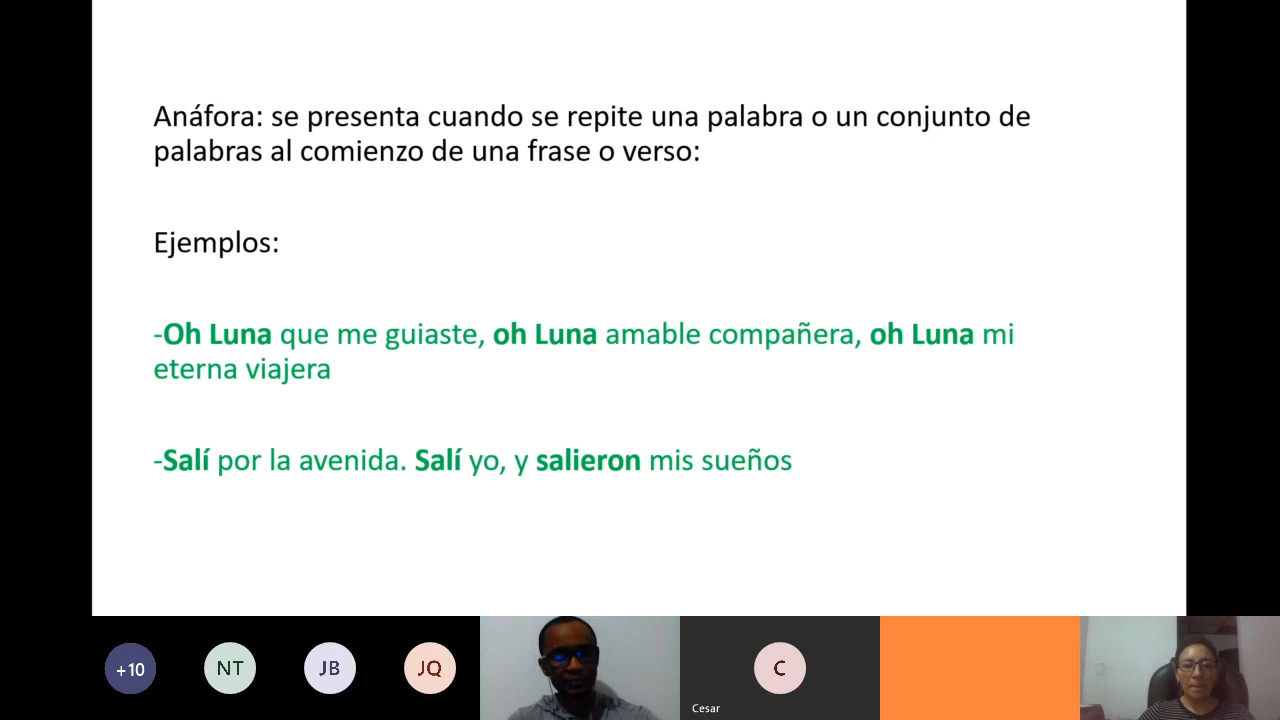 Anáfora: se presenta cuando se repite una palabra o un conjunto de
palabras al comienzo de una frase o verso:
Ejemplos:
-Oh Luna que me guiaste, oh Luna amable compañera, oh Luna mi
eterna viajera
-Salí por la avenida. Salí yo, y salieron mis sueños
+10
NT
JB
JQ
C
Cesar